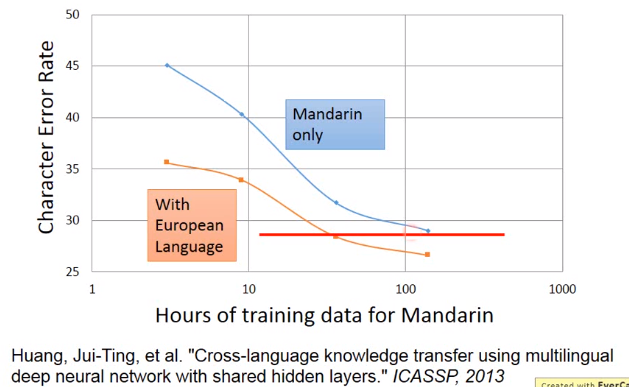 50
45
40
35
30
25
Character Error Rate
Mandarin
only
With
European
Language
1 10 100 1000
Hours of training data for Mandarin
Huang, Jui-Ting, et al. "Cross-language knowledge transfer using multilingual
deep neural network with shared hidden layers." ICASSP, 2013
Created with